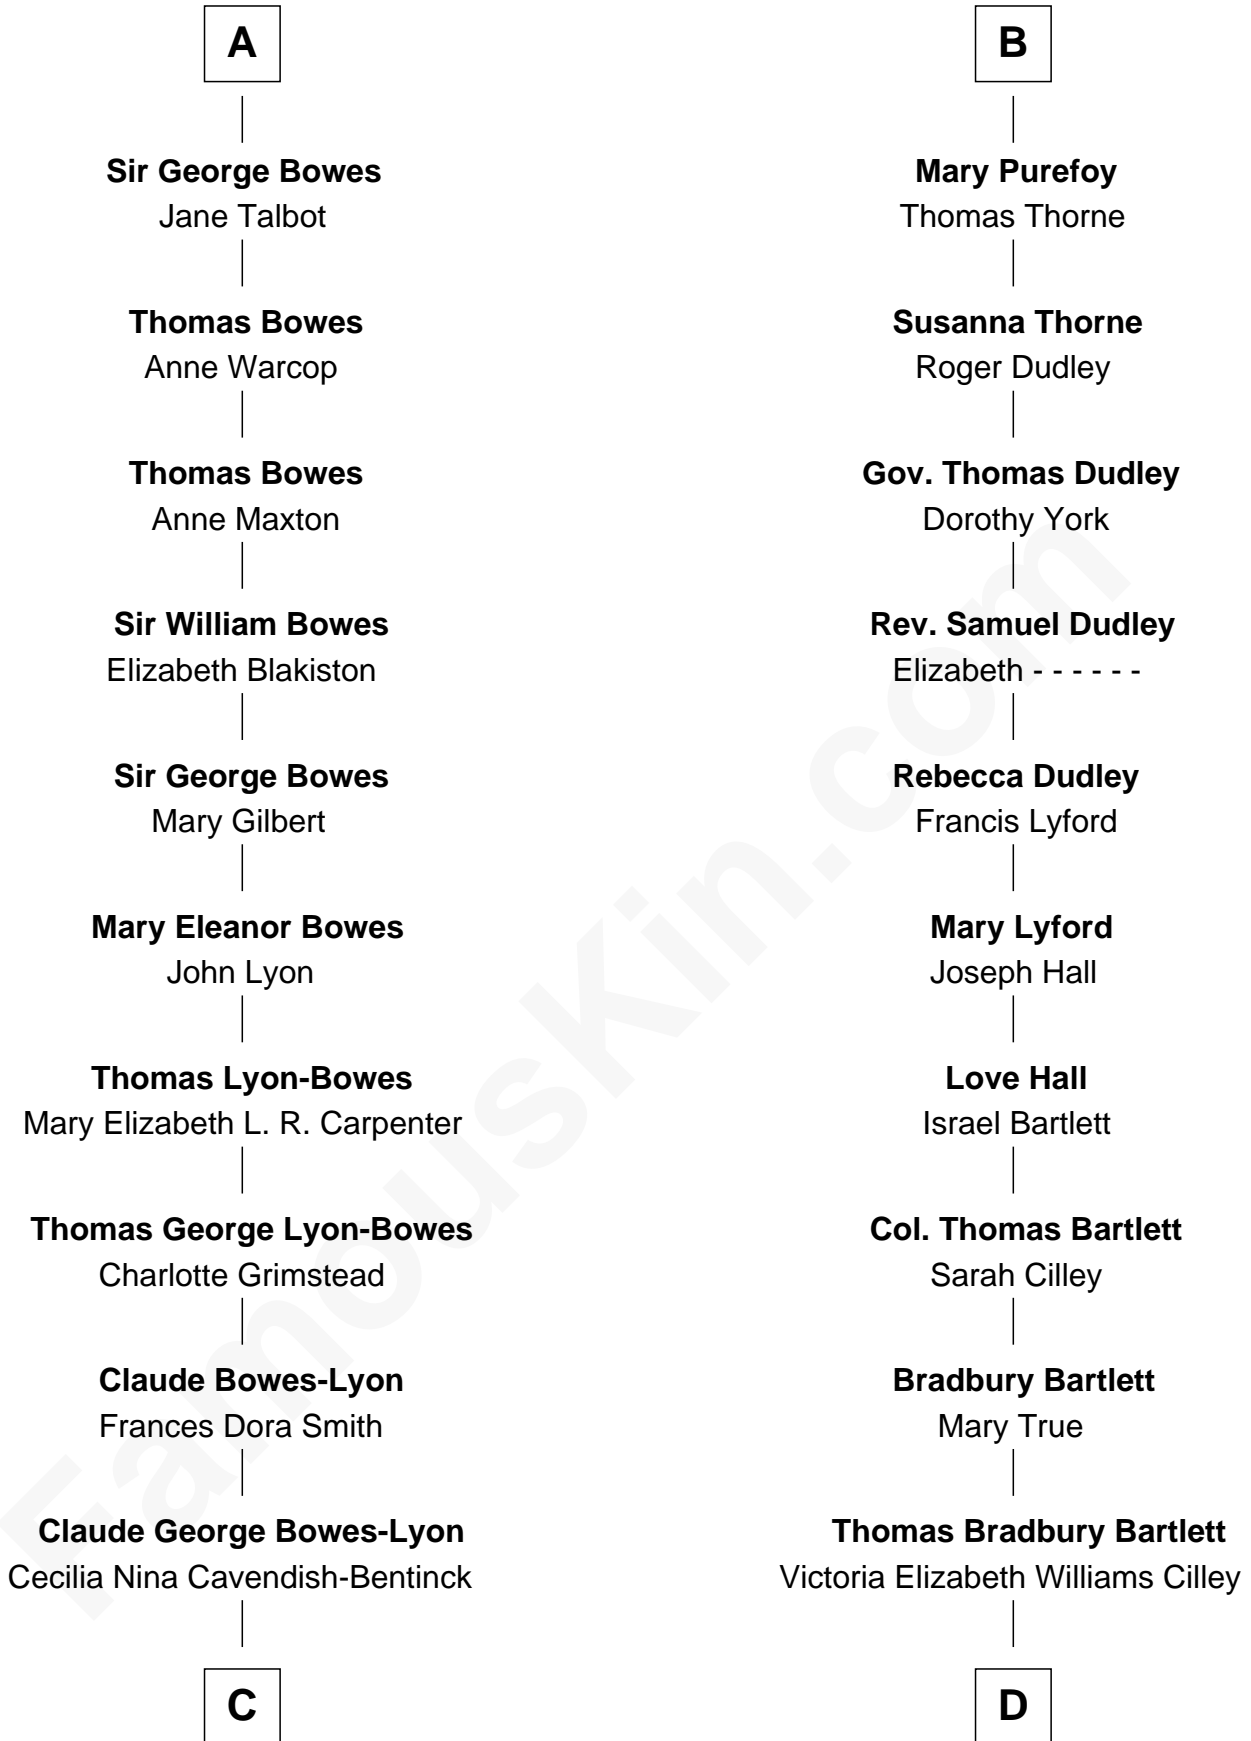 A
Sir George Bowes
Jane Talbot
Thomas Bowes
Anne Warcop
Thomas Bowes
Anne Maxton
Sir William Bowes
Elizabeth Blakiston
Sir George Bowes
Mary Gilbert
Mary Eleanor Bowes
John Lyon
Thomas Lyon-Bowes
Mary Elizabeth L. R. Carpenter
Thomas George Lyon-Bowes
Charlotte Grimstead
Claude Bowes-Lyon
Frances Dora Smith
Claude George Bowes-Lyon
Cecilia Nina Cavendish-Bentinck
C
B
Mary Purefoy
Thomas Thorne
Susanna Thorne
Roger Dudley
Gov. Thomas Dudley
Dorothy York
Rev. Samuel Dudley
Elizabeth - - - - - -
Rebecca Dudley
Francis Lyford
Mary Lyford
Joseph Hall
Love Hall
Israel Bartlett
Col. Thomas Bartlett
Sarah Cilley
Bradbury Bartlett
Mary True
Thomas Bradbury Bartlett
Victoria Elizabeth Williams Cilley
D
FamousKin.com